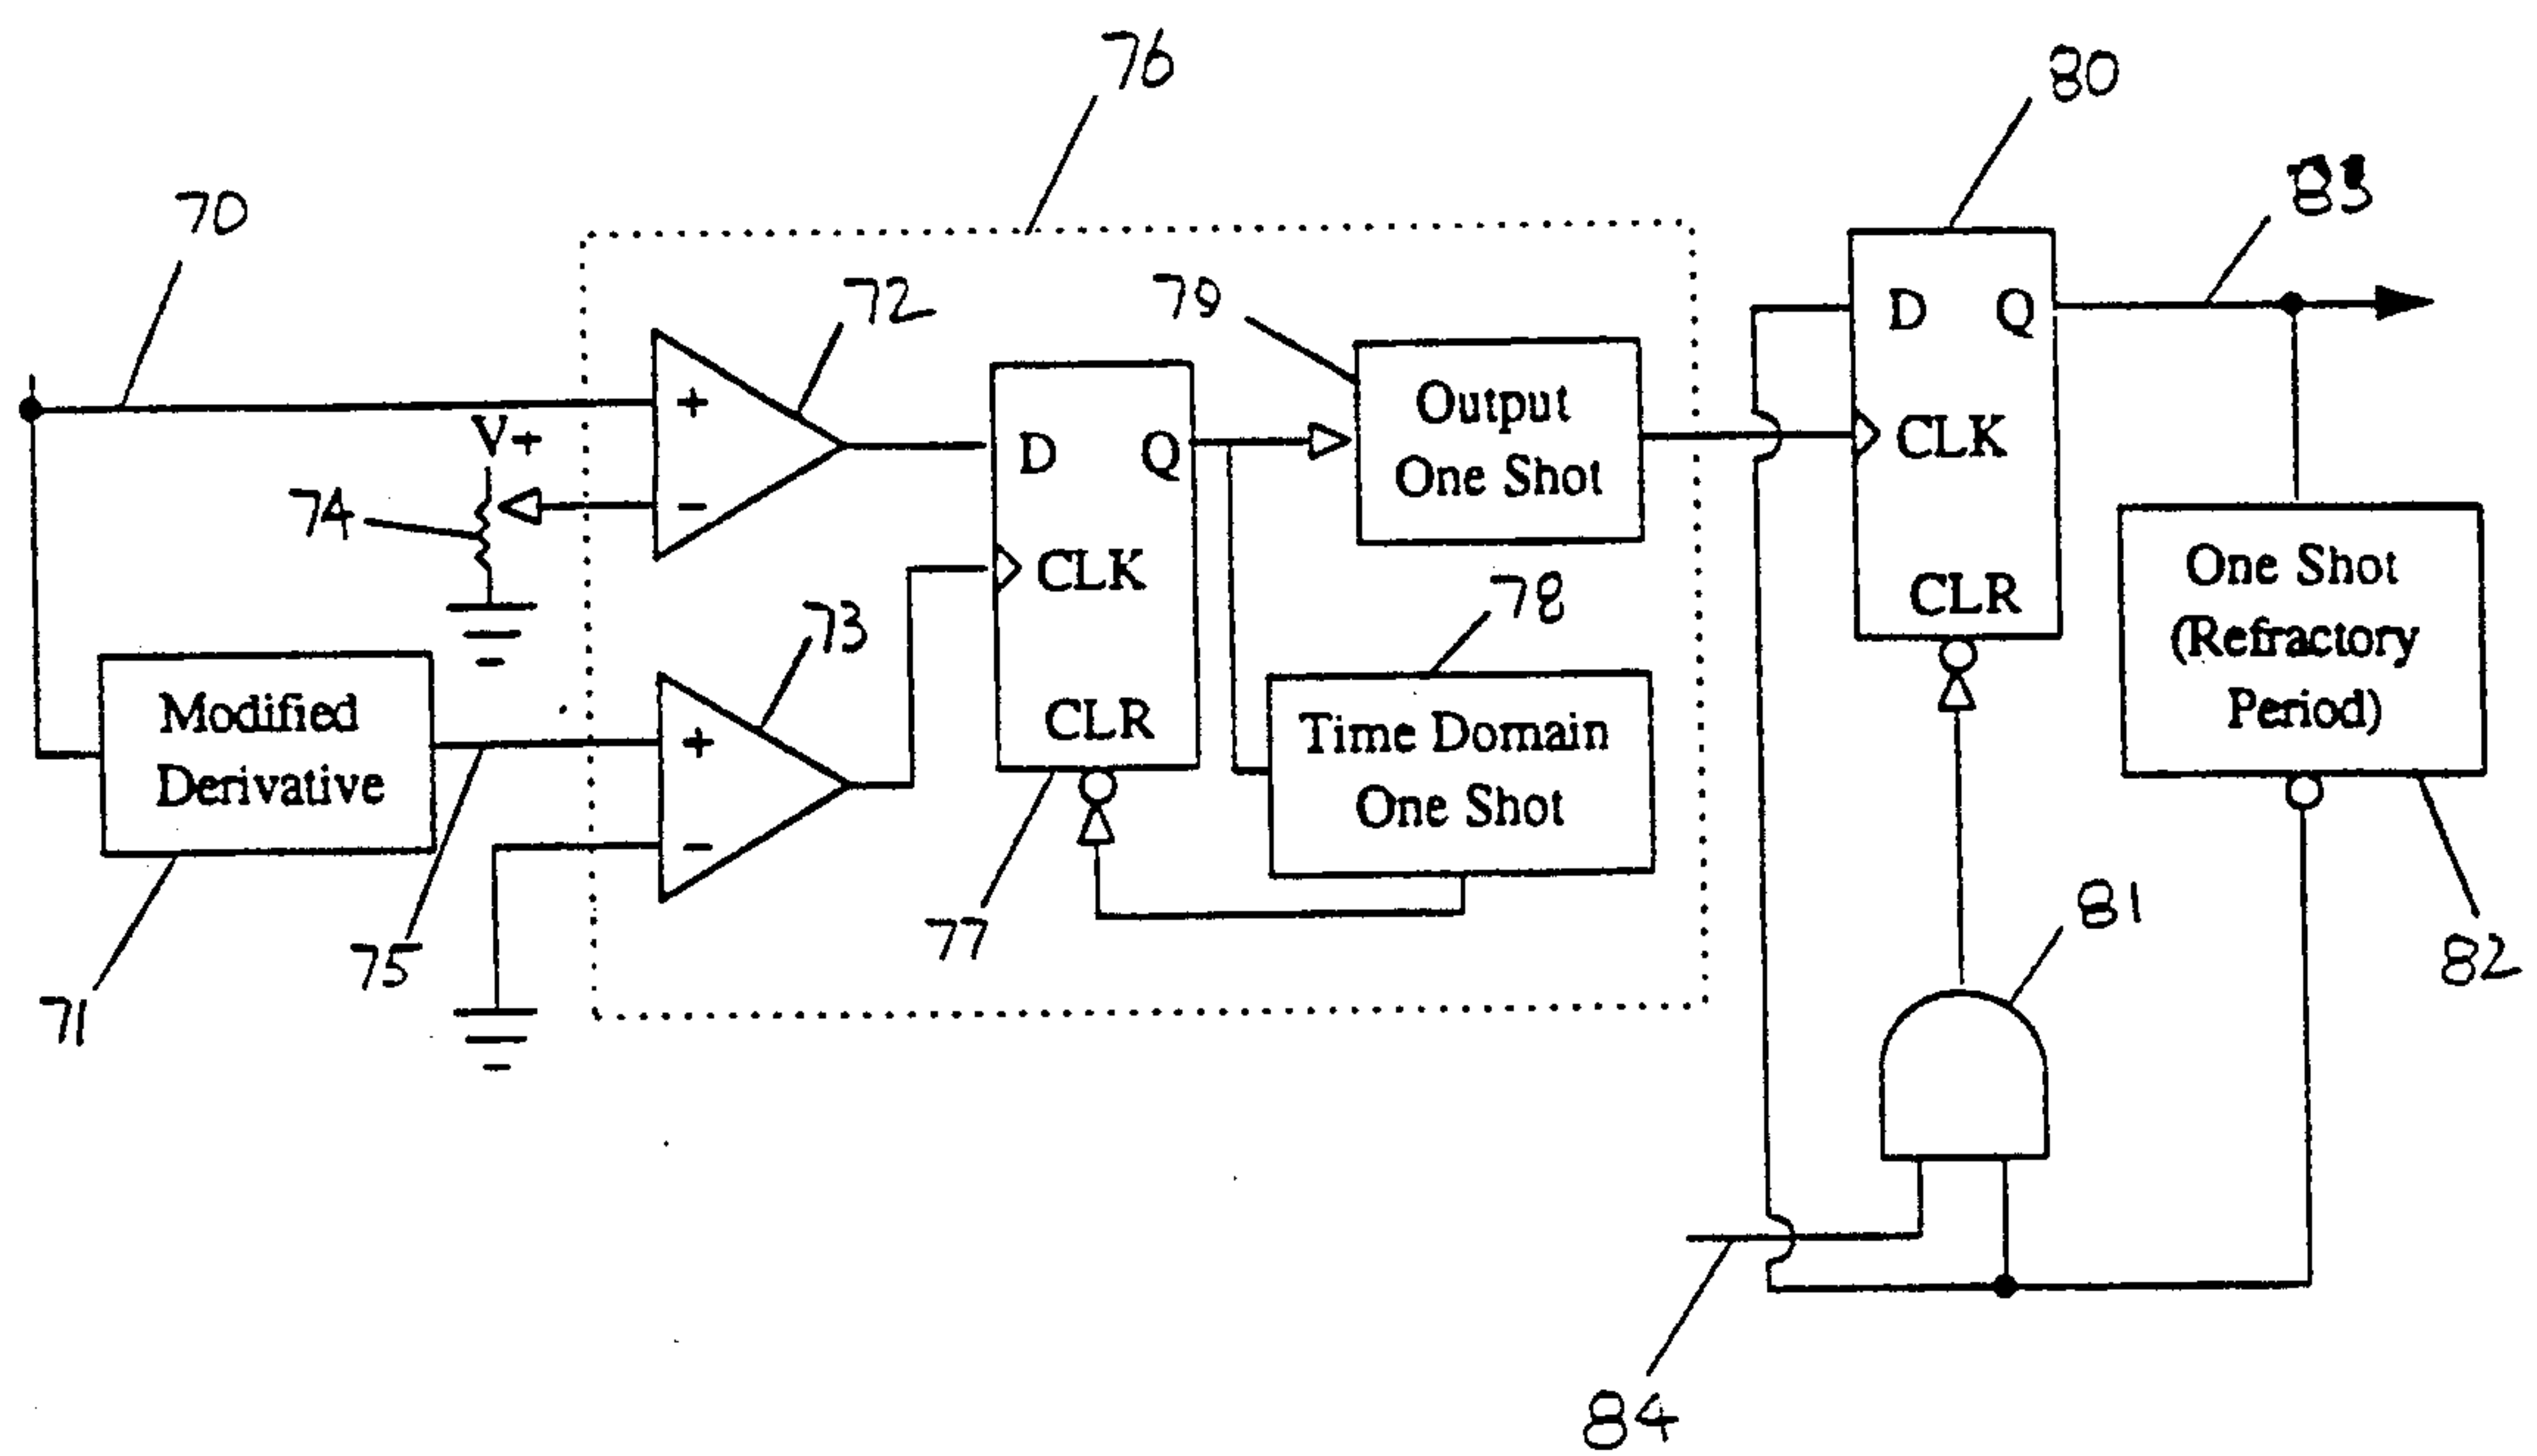 76
80
70
83
72
79
D Q
Output
One Shot
+
V+
D Q
CLK
74
−
CLK
78
One Shot
(Refractory
Period)
CLR
73
Modified
Derivative
+
CLR
Time Domain
One Shot
−
81
77
75
82
71
84